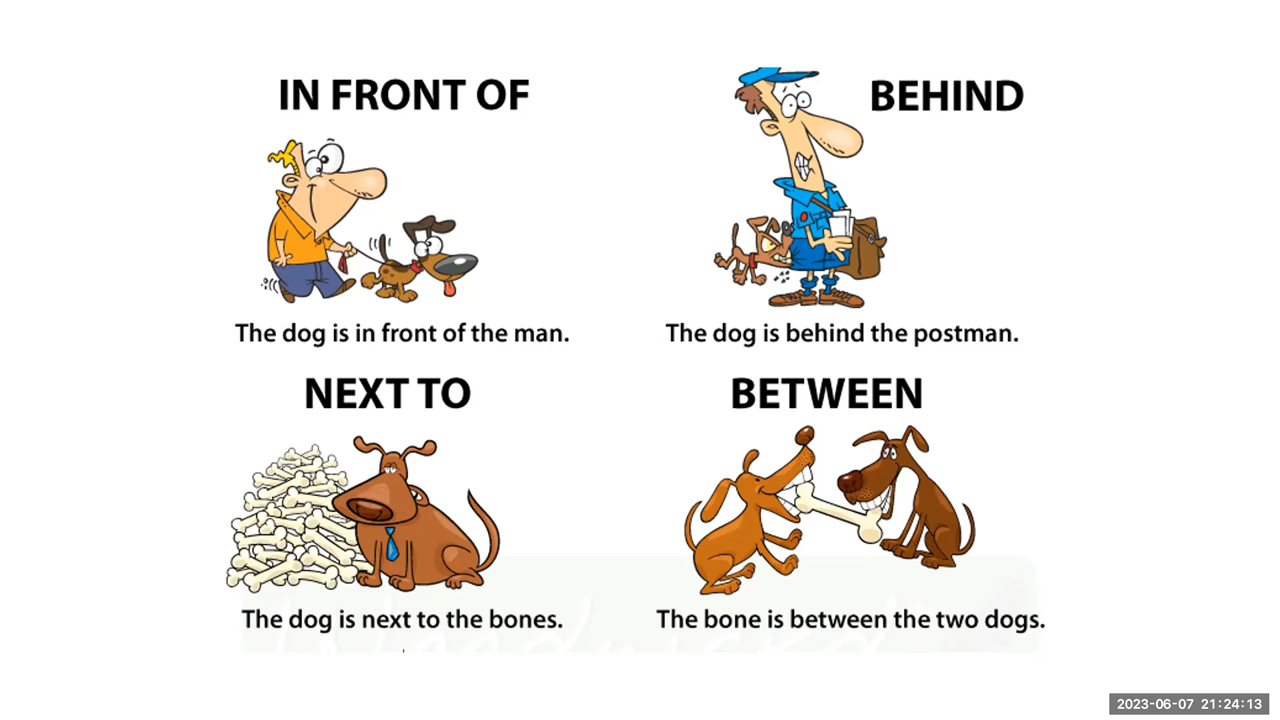 IN FRONT OF
BEHIND
The dog is in front of the man.
The dog is behind the postman.
NEXT TO
BETWEEN
The dog is next to the bones.
The bone is between the two dogs.
2023-06-07 21:24:13